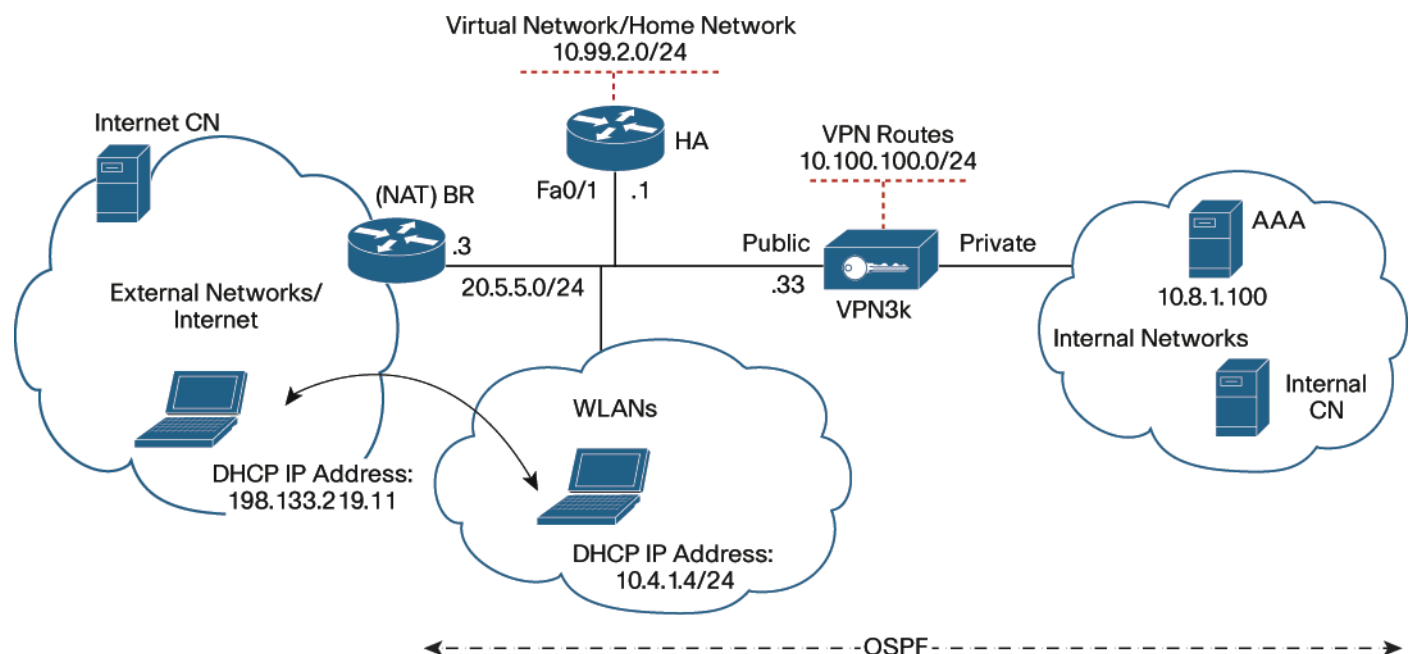 Virtual Network/Home Network
10.99.2.0/24
Internet CN
HA
VPN Routes
10.100.100.0/24
(NAT) BR
Fa0/1
.1
AAA
.3
Public
Private
20.5.5.0/24
.33
10.8.1.100
External Networks/
Internet
VPN3k
Internal Networks
WLANs
Internal
CN
DHCP IP Address:
198.133.219.11
DHCP IP Address:
10.4.1.4/24
OSPF